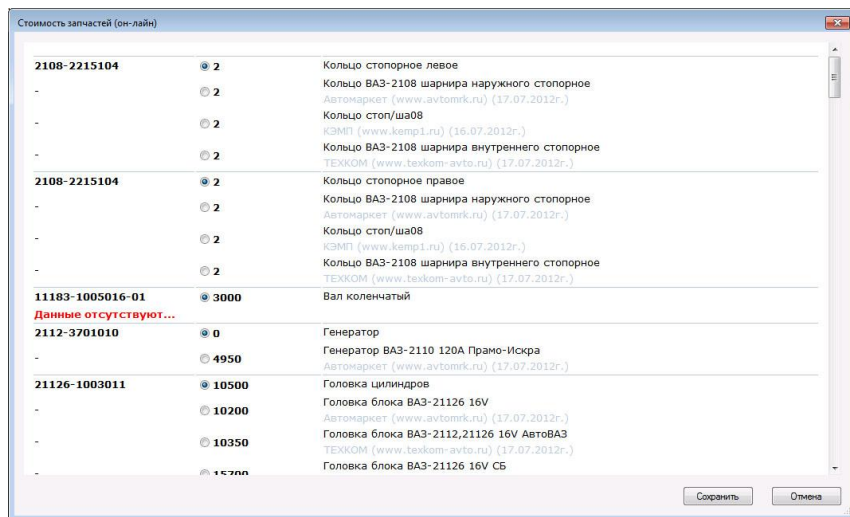 Стоимость запчастей (он-лайн)
2108-2215104 2 Кольцо стопорное левое
- 2 Кольцо ВАЗ-2108 шарнира наружного стопорное
Автомаркет (www.avtomrk.ru) (17.07.2012г.)
- 2 Кольцо стоп/ша08
КЭМП (www.kemp1.ru) (16.07.2012г.)
- 2 Кольцо ВАЗ-2108 шарнира внутреннего стопорное
ТЕХКОМ (www.texkom-avto.ru) (17.07.2012г.)
2108-2215104 2 Кольцо стопорное правое
- 2 Кольцо ВАЗ-2108 шарнира наружного стопорное
Автомаркет (www.avtomrk.ru) (17.07.2012г.)
- 2 Кольцо стоп/ша08
КЭМП (www.kemp1.ru) (16.07.2012г.)
- 2 Кольцо ВАЗ-2108 шарнира внутреннего стопорное
ТЕХКОМ (www.texkom-avto.ru) (17.07.2012г.)
11183-1005016-01 3000 Вал коленчатый
Данные отсутствуют...
2112-3701010 0 Генератор
- 4950 Генератор ВАЗ-2110 120А Прамо-Искра
Автомаркет (www.avtomrk.ru) (17.07.2012г.)
21126-1003011 10500 Головка цилиндров
- 10200 Головка блока ВАЗ-21126 16V
Автомаркет (www.avtomrk.ru) (17.07.2012г.)
- 10350 Головка блока ВАЗ-2112,21126 16V АвтоВАЗ
ТЕХКОМ (www.texkom-avto.ru) (17.07.2012г.)
- Головка блока ВАЗ-21126 16V СБ
Сохранить Отмена